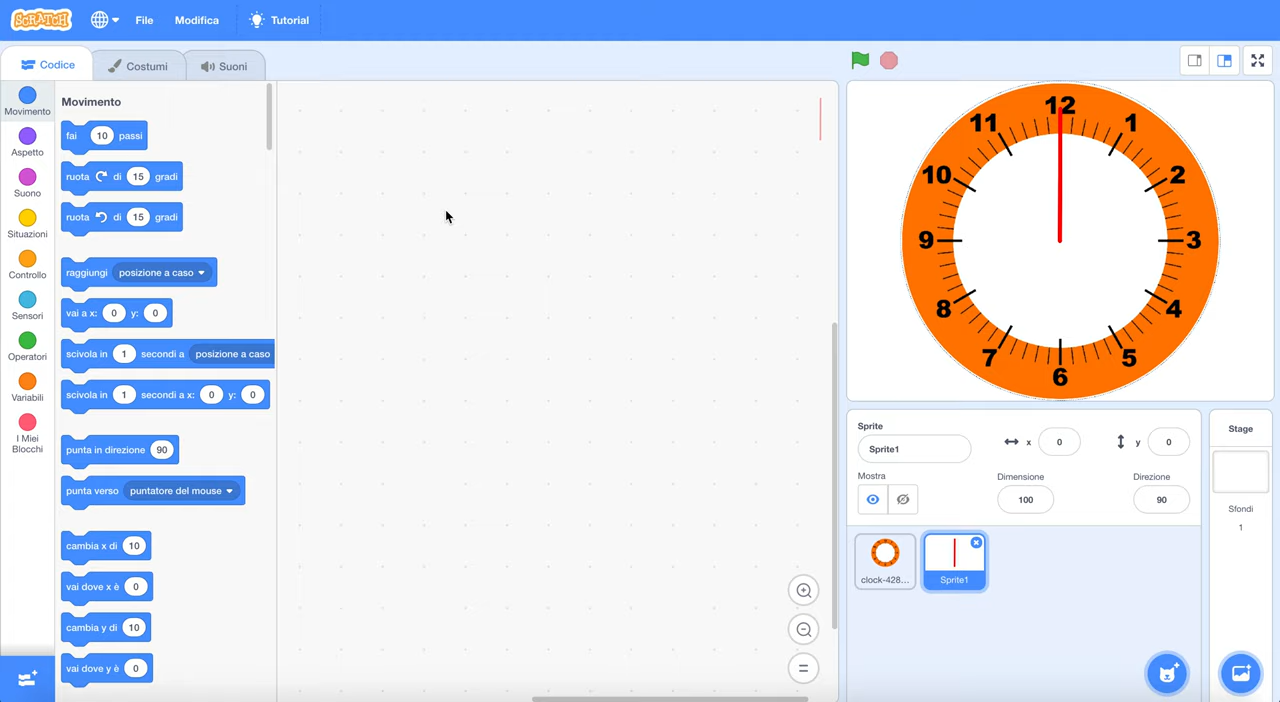 SCRATCH
File
Modifica
Tutorial
Codice
Costumi
Suoni
Movimento
Aspetto
Suono
Situazioni
Controllo
Sensori
Operatori
Variabili
I Miei
Blocchi
Movimento
fai 10 passi
ruota di 15 gradi
ruota di 15 gradi
raggiungi posizione a caso
vai a x: 0 y: 0
scivola in 1 secondi a posizione a caso
scivola in 1 secondi a x: 0 y: 0
punta in direzione 90
punta verso puntatore del mouse
cambia x di 10
vai dove x è 0
cambia y di 10
vai dove y è 0
12
1
2
3
4
5
6
7
8
9
10
11
Sprite
Sprite1
x 0
y 0
Mostra
Dimensione
100
Direzione
90
clock-428...
Sprite1
Stage
Sfondi
1